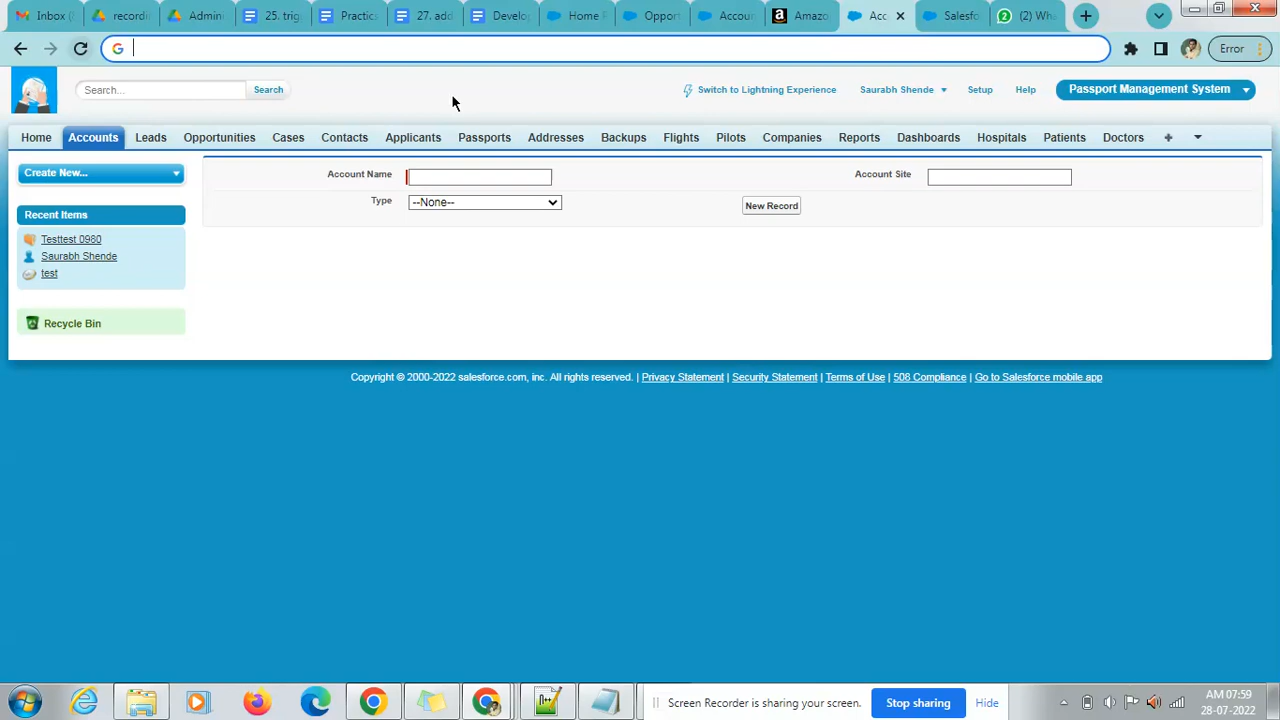 Inbox (
recordi
Admini
25. trig
Practic
27. add
Develo
Home
Opport
Accou
Amazo
Acc
Salesfo
(2) Wha
Error
Search...
Search
Switch to Lightning Experience
Saurabh Shende
Setup
Help
Passport Management System
Home
Accounts
Leads
Opportunities
Cases
Contacts
Applicants
Passports
Addresses
Backups
Flights
Pilots
Companies
Reports
Dashboards
Hospitals
Patients
Doctors
Create New...
Account Name
Account Site
Type
--None--
New Record
Recent Items
Testtest 0980
Saurabh Shende
test
Recycle Bin
Copyright © 2000-2022 salesforce.com, inc. All rights reserved. | Privacy Statement | Security Statement | Terms of Use | 508 Compliance | Go to Salesforce mobile app
Screen Recorder is sharing your screen.
Stop sharing
Hide
AM 07:59
28-07-2022